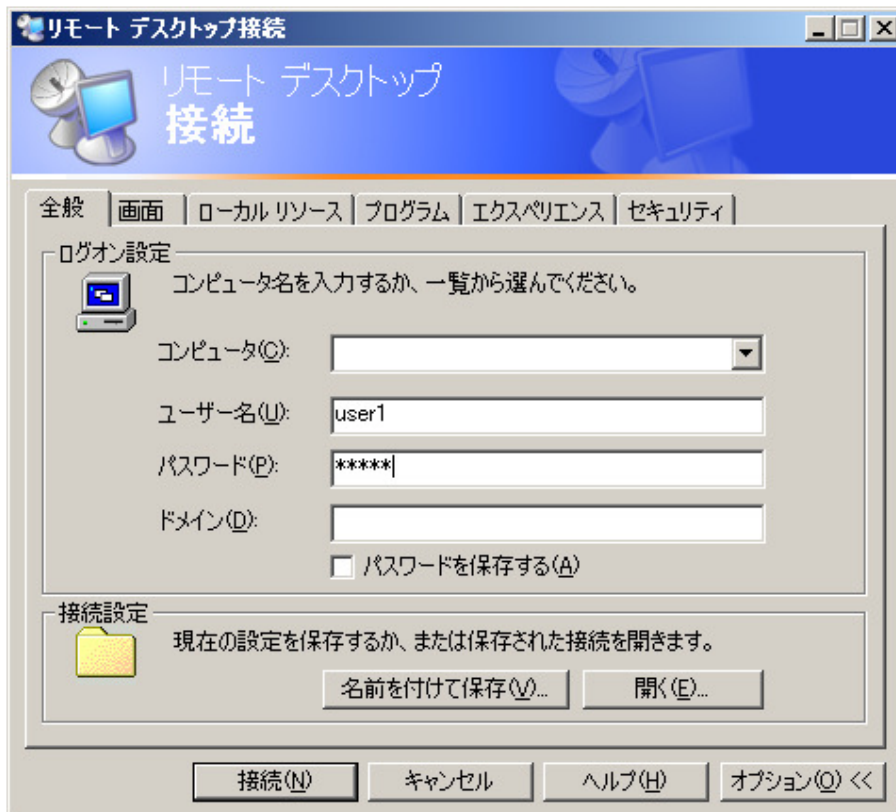 リモート デスクトップ接続
リモート デスクトップ
接続
全般 画面 ローカル リソース プログラム エクスペリエンス セキュリティ
ログオン設定
コンピュータ名を入力するか、一覧から選んでください。
コンピュータ(C):
ユーザー名(U): user1
パスワード(P): *****
ドメイン(D):
パスワードを保存する(A)
接続設定
現在の設定を保存するか、または保存された接続を開きます。
名前を付けて保存(V)... 開く(E)...
接続(N) キャンセル ヘルプ(H) オプション(O) <<